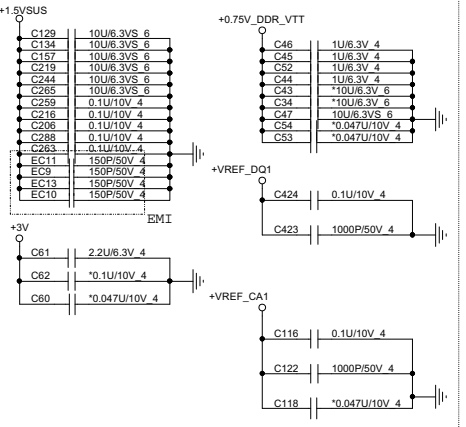 +1.5VSUS
C129 10U/6.3VS_6
C134 10U/6.3VS_6
C157 10U/6.3VS_6
C219 10U/6.3VS_6
C244 10U/6.3VS_6
C265 10U/6.3VS_6
C259 0.1U/10V_4
C216 0.1U/10V_4
C206 0.1U/10V_4
C288 0.1U/10V_4
C263 0.1U/10V_4
EC11 150P/50V_4
EC9 150P/50V_4
EC13 150P/50V_4
EC10 150P/50V_4
EMI
+3V
C61 2.2U/6.3V_4
C62 *0.1U/10V_4
C60 *0.047U/10V_4
+0.75V_DDR_VTT
C46 1U/6.3V_4
C45 1U/6.3V_4
C52 1U/6.3V_4
C44 1U/6.3V_4
C43 *10U/6.3V_6
C34 *10U/6.3V_6
C47 10U/6.3VS_6
C54 *0.047U/10V_4
C53 *0.047U/10V_4
+VREF_DQ1
C424 0.1U/10V_4
C423 1000P/50V_4
+VREF_CA1
C116 0.1U/10V_4
C122 1000P/50V_4
C118 *0.047U/10V_4